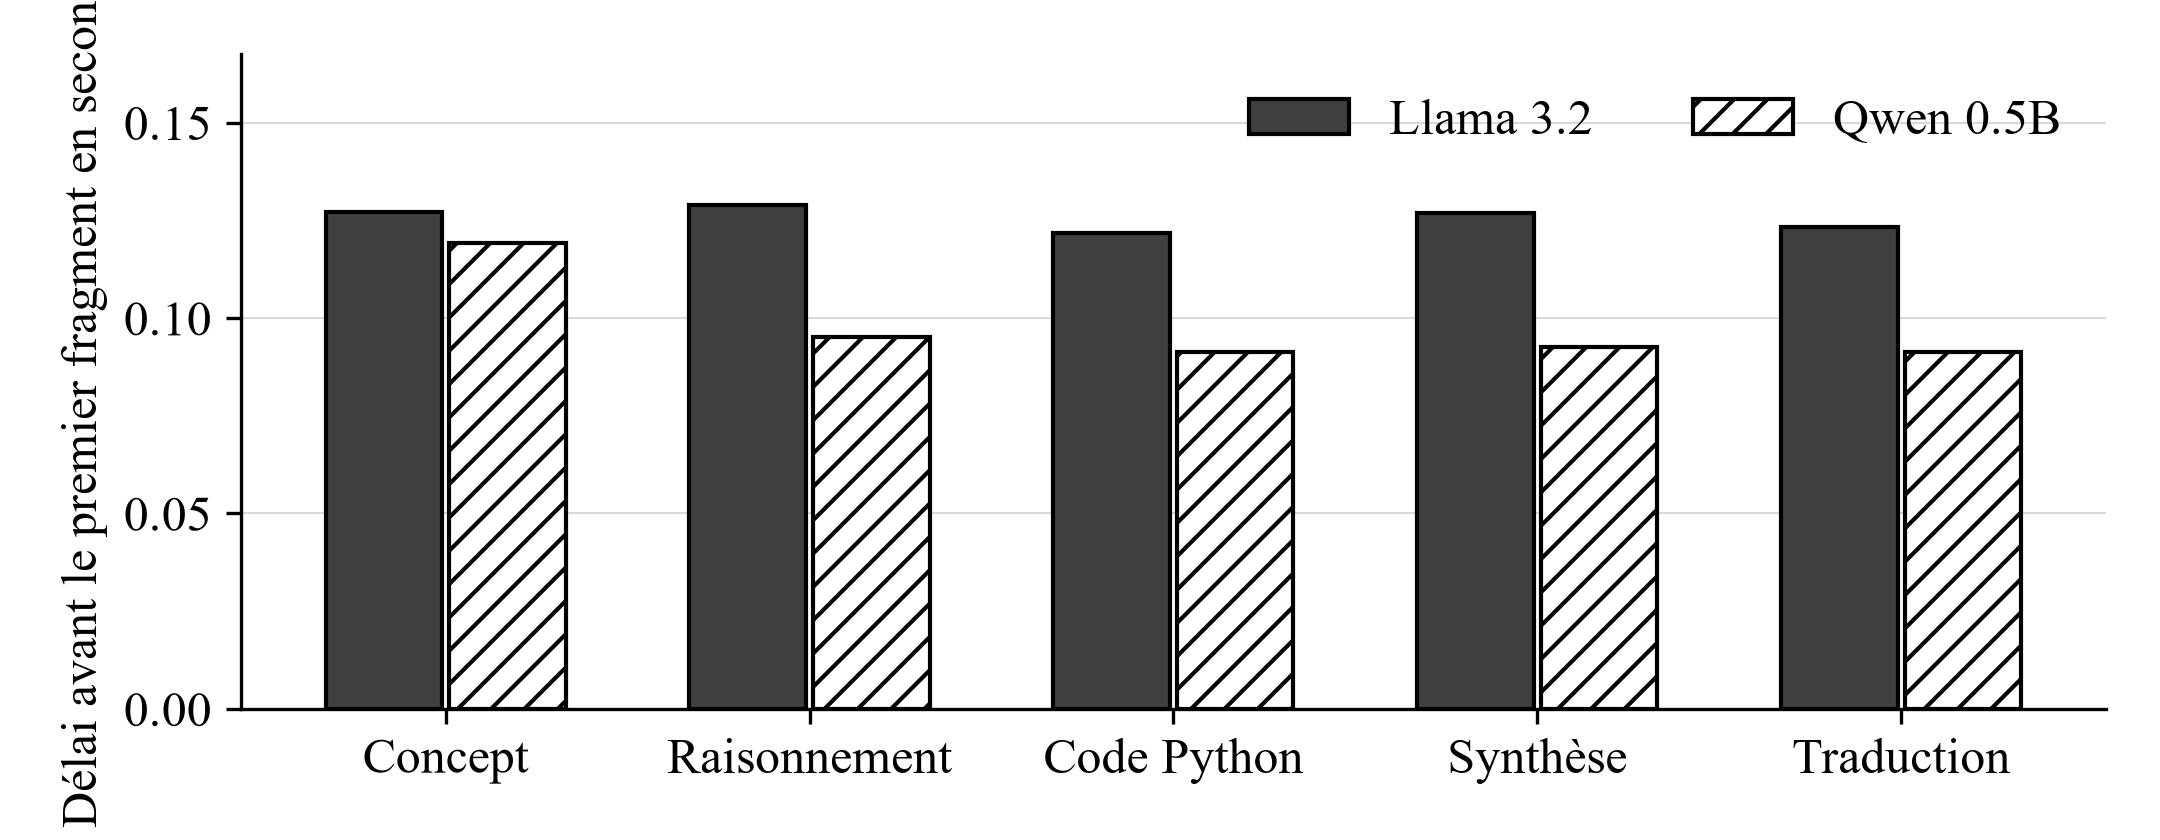 Délai avant le premier fragment en secon
0.15
0.10
0.05
0.00
Llama 3.2
Qwen 0.5B
Concept
Raisonnement
Code Python
Synthèse
Traduction